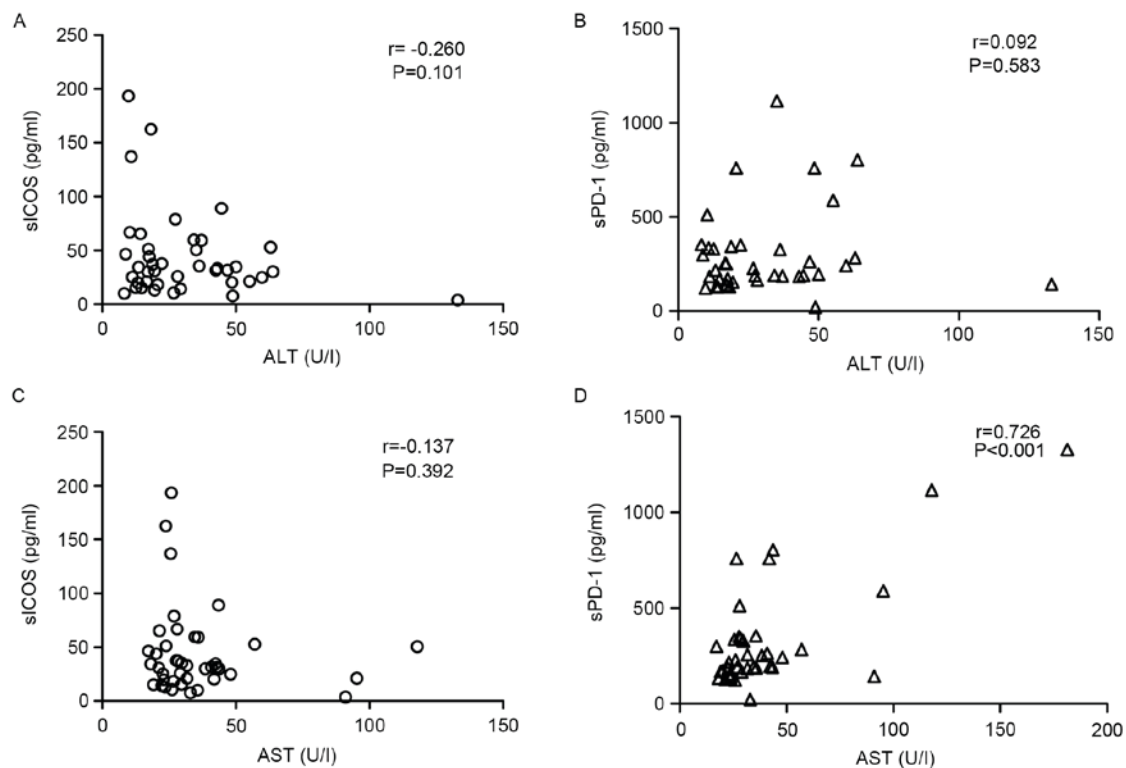 A
250
200
150
100
50
0
sICOS (pg/ml)
r= -0.260
P=0.101
0 50 100 150
ALT (U/l)
B
1500
1000
500
0
sPD-1 (pg/ml)
r=0.092
P=0.583
0 50 100 150
ALT (U/l)
C
250
200
150
100
50
0
sICOS (pg/ml)
r=-0.137
P=0.392
0 50 100 150
AST (U/l)
D
1500
1000
500
0
sPD-1 (pg/ml)
r=0.726
P<0.001
0 50 100 150 200
AST (U/l)